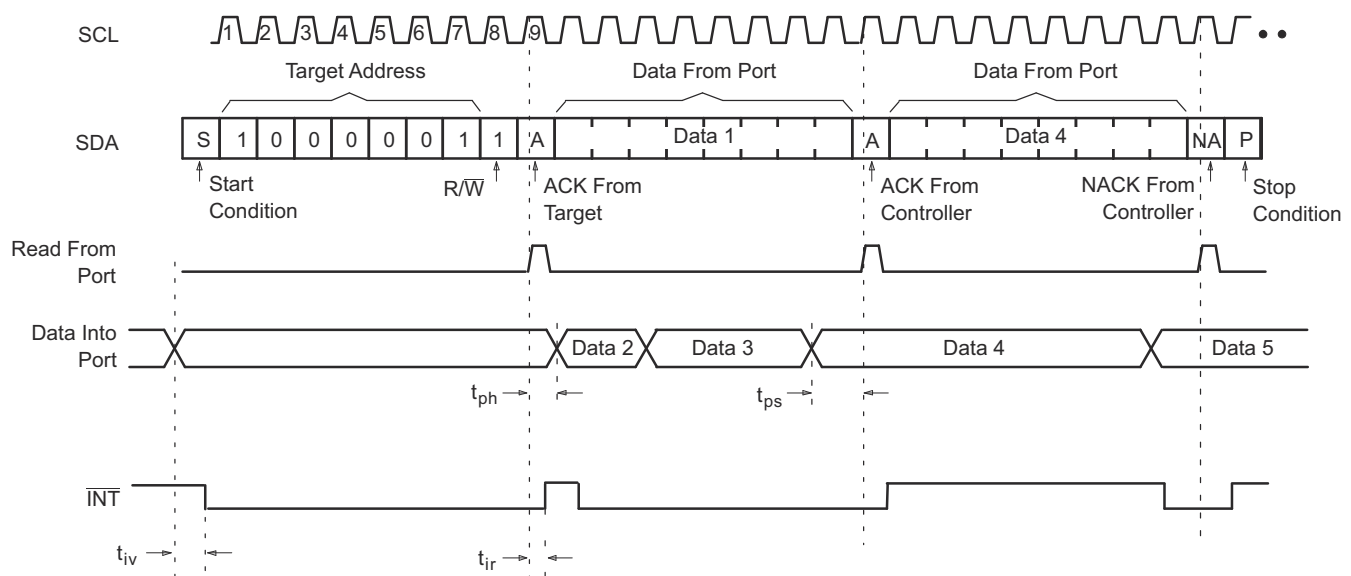 SCL
1 2 3 4 5 6 7 8 9
Target Address
Data From Port
Data From Port
SDA
S 1 0 0 0 0 0 1 1 A Data 1 A Data 4 NA P
Start
Condition
R/W̅
ACK From
Target
ACK From
Controller
NACK From
Controller
Stop
Condition
Read From
Port
Data Into
Port
Data 2 Data 3 Data 4 Data 5
tph
tps
I̅N̅T̅
tiv
tir